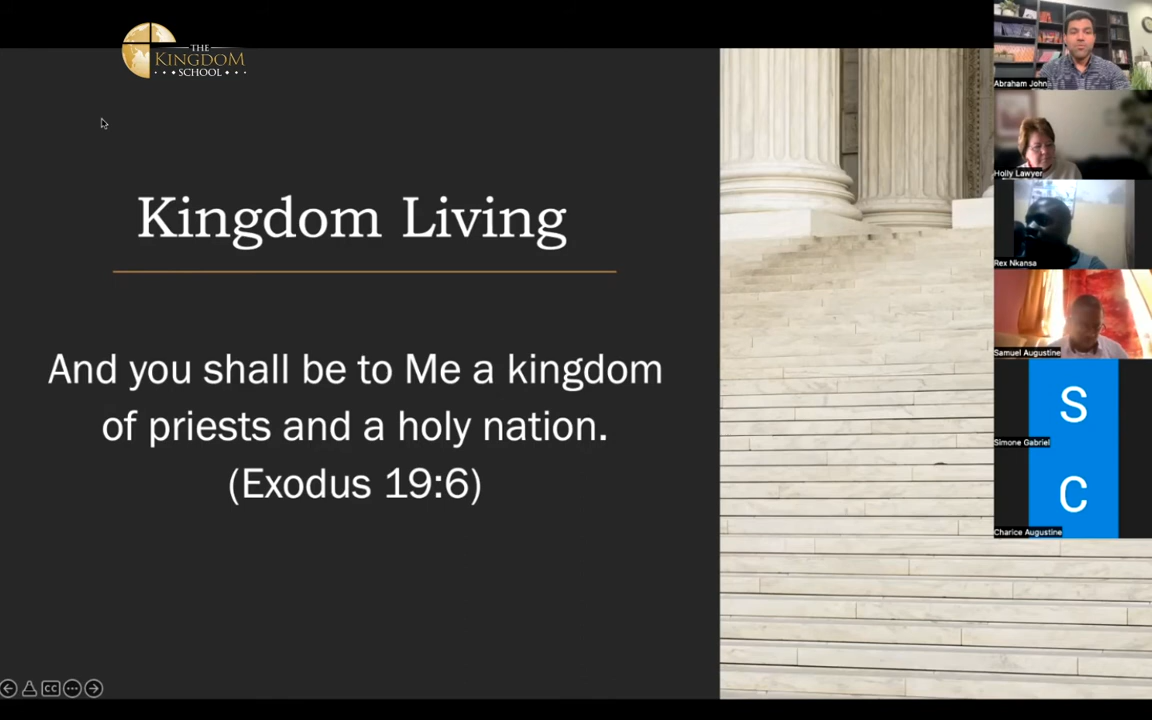 THE
KINGDOM
SCHOOL
Kingdom Living
And you shall be to Me a kingdom
of priests and a holy nation.
(Exodus 19:6)
CC
Abraham John
Holly Lawyer
Rex Nkansa
Samuel Augustine
S
Simone Gabriel
C
Charice Augustine